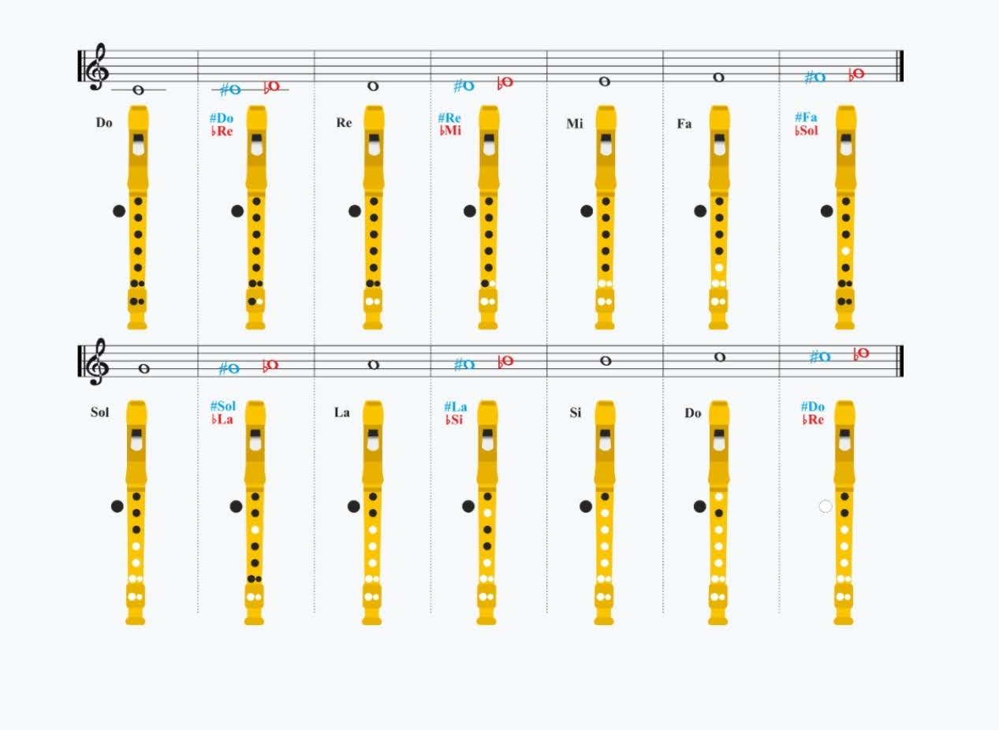 Do
#Do
♭Re
Re
#Re
♭Mi
Mi
Fa
#Fa
♭Sol
Sol
#Sol
♭La
La
#La
♭Si
Si
Do
#Do
♭Re